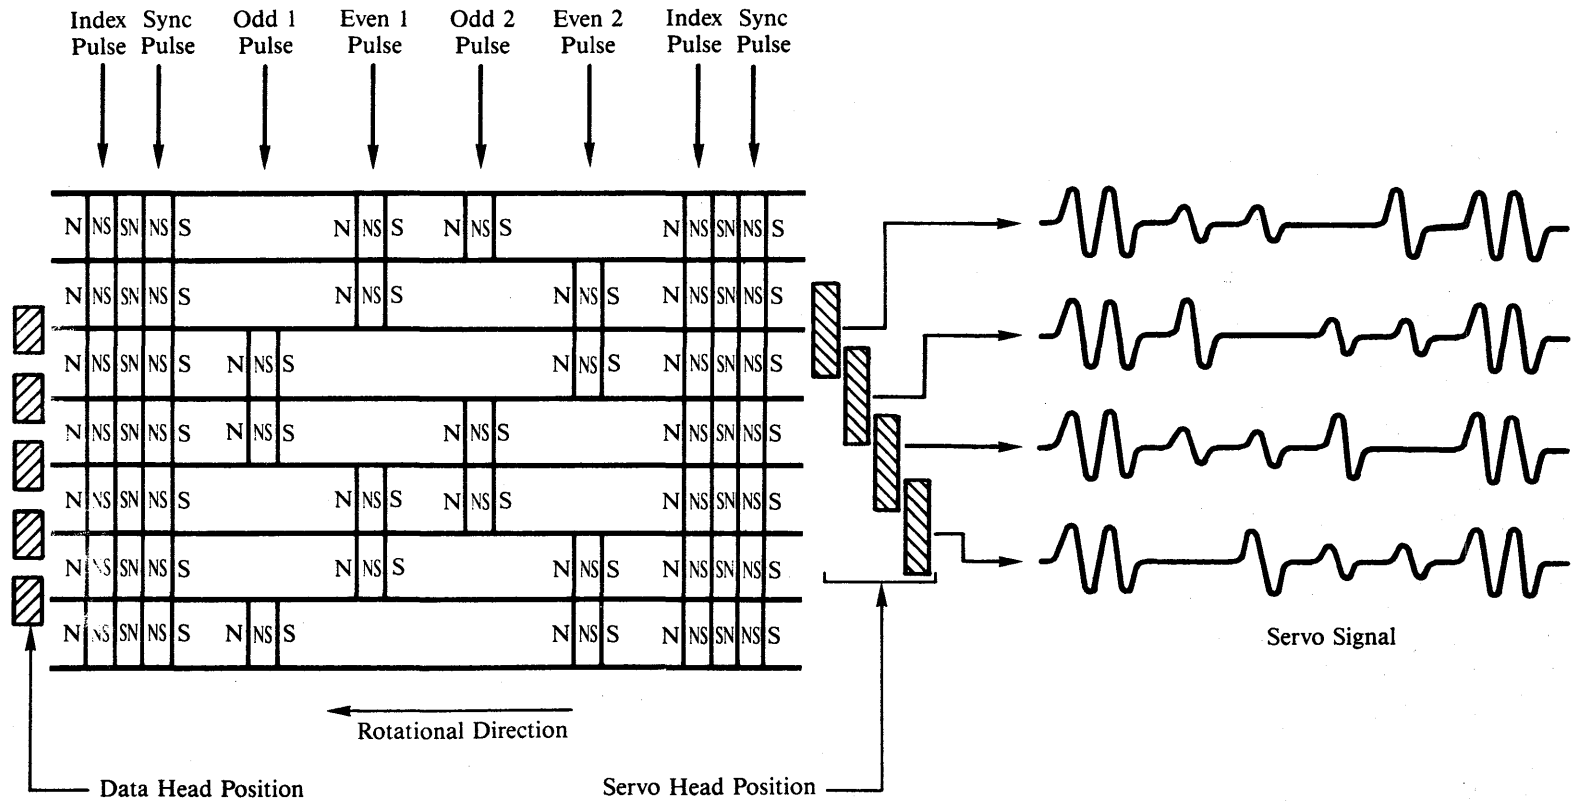 Index Sync Odd 1 Even 1 Odd 2 Even 2 Index Sync
Pulse Pulse Pulse Pulse Pulse Pulse Pulse Pulse
N NS SN NS S N NS S N NS S N NS SN NS S
N NS SN NS S N NS S N NS S N NS SN NS S
N NS SN NS S N NS S N NS S N NS SN NS S
N NS SN NS S N NS S N NS S N NS SN NS S
N NS SN NS S N NS S N NS S N NS SN NS S
N NS SN NS S N NS S N NS S N NS SN NS S
N NS SN NS S N NS S N NS S N NS SN NS S
Servo Signal
Rotational Direction
Data Head Position
Servo Head Position